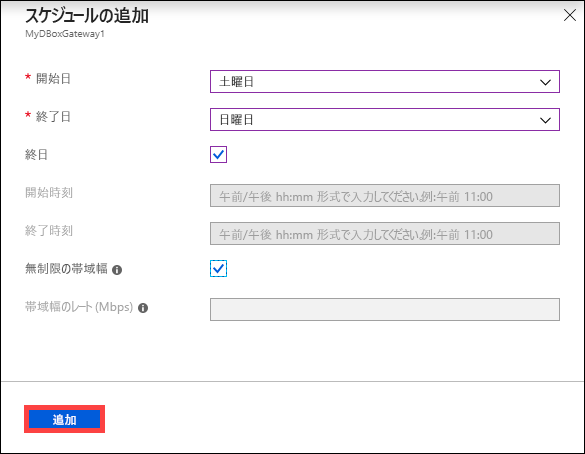 スケジュールの追加
MyDBoxGateway1
* 開始日
土曜日
* 終了日
日曜日
終日
開始時刻
午前/午後 hh:mm 形式で入力してください。例: 午前 11:00
終了時刻
午前/午後 hh:mm 形式で入力してください。例: 午前 11:00
無制限の帯域幅
帯域幅のレート (Mbps)
追加